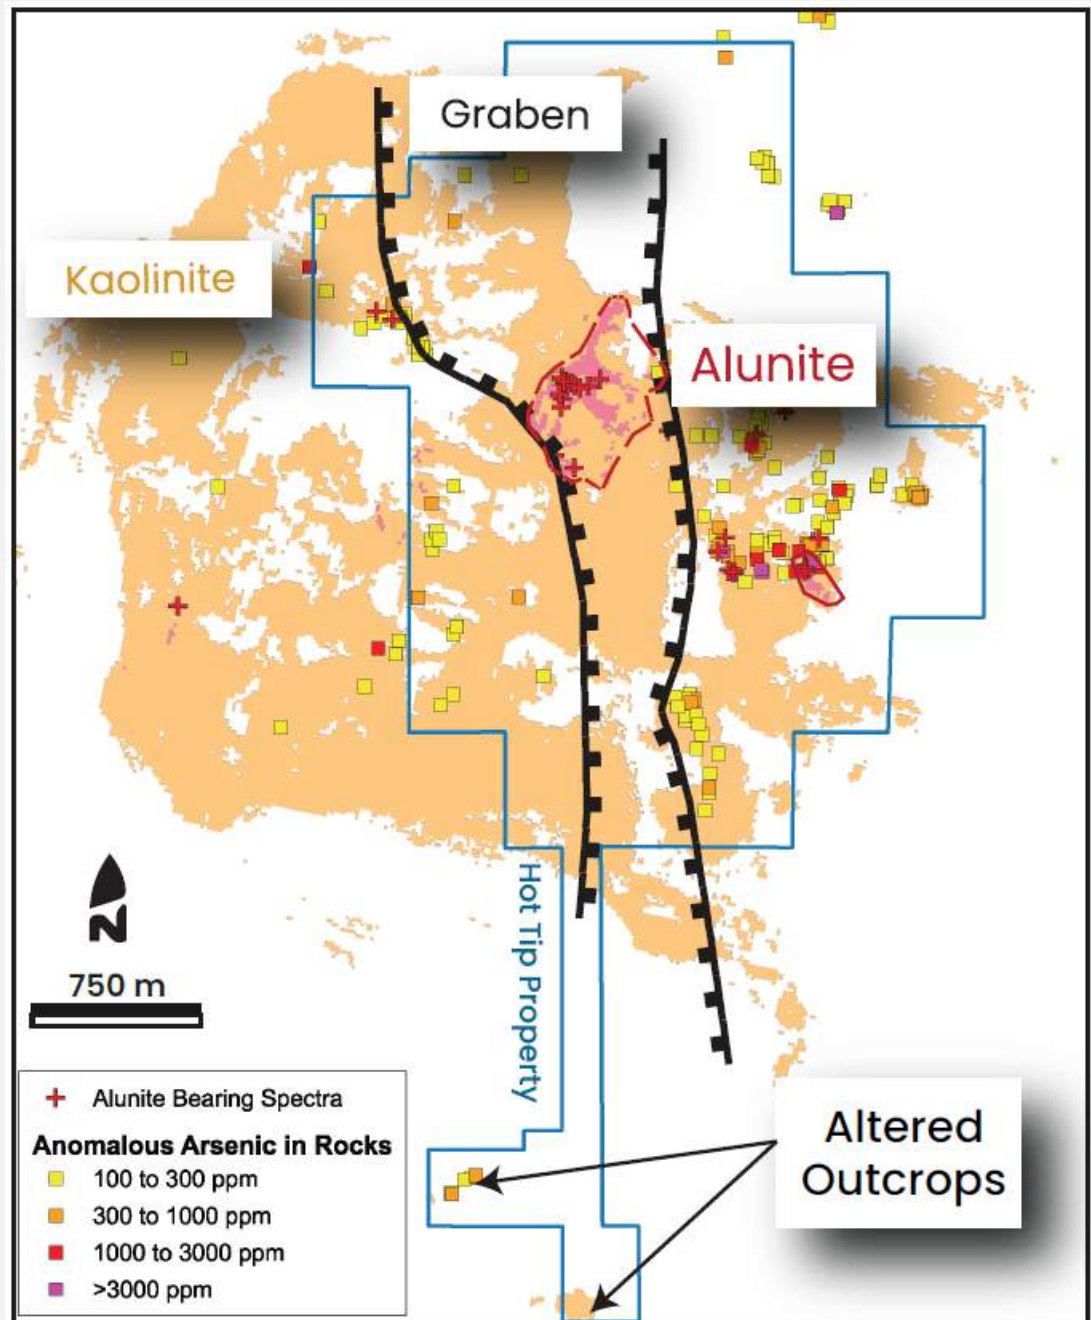 Graben
Kaolinite
Alunite
Hot Tip Property
N
750 m
Altered
Outcrops
Alunite Bearing Spectra
Anomalous Arsenic in Rocks
100 to 300 ppm
300 to 1000 ppm
1000 to 3000 ppm
>3000 ppm